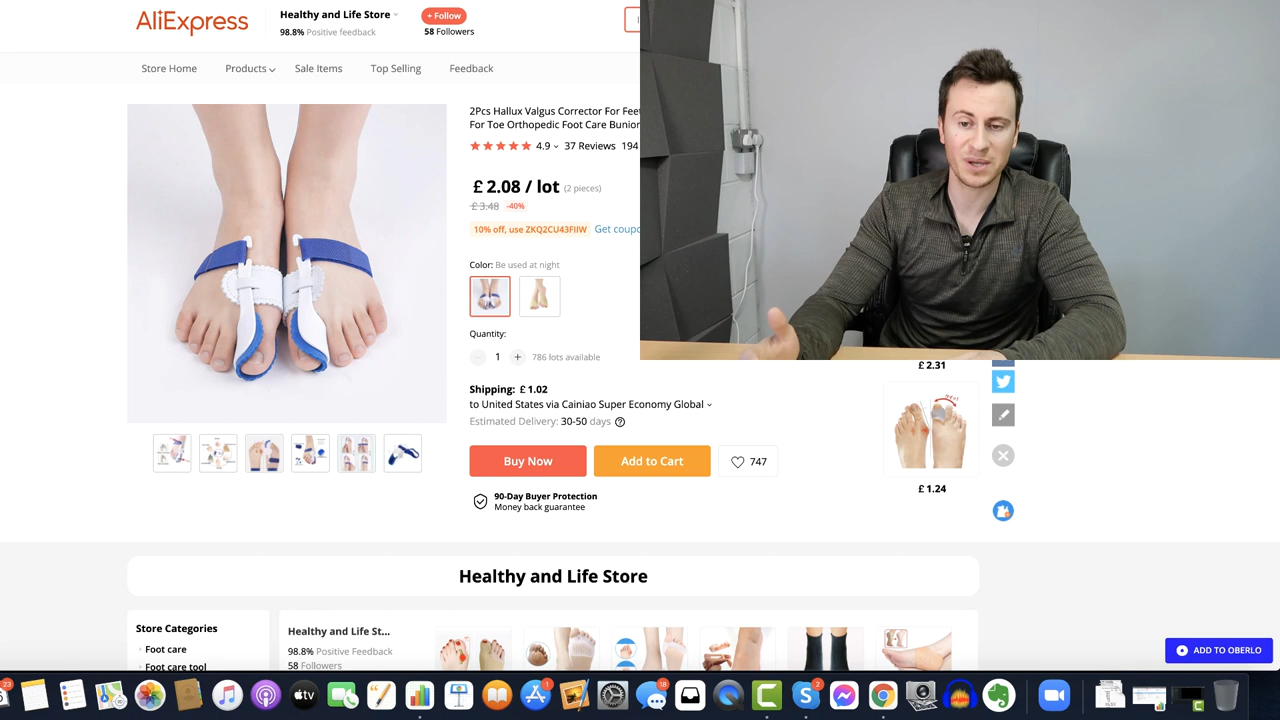 AliExpress
Healthy and Life Store
98.8% Positive feedback
+ Follow
58 Followers
Store Home
Products
Sale Items
Top Selling
Feedback
2Pcs Hallux Valgus Corrector For Feet
For Toe Orthopedic Foot Care Bunion
4.9
37 Reviews
194
£ 2.08 / lot (2 pieces)
£ 3.48 -40%
10% off, use ZKQ2CU43FIIW
Get coupo
Color: Be used at night
Quantity:
1
786 lots available
Shipping: £ 1.02
to United States via Cainiao Super Economy Global
Estimated Delivery: 30-50 days
Buy Now
Add to Cart
747
90-Day Buyer Protection
Money back guarantee
£ 2.31
£ 1.24
Healthy and Life Store
Store Categories
Foot care
Foot care tool
Healthy and Life St...
98.8% Positive Feedback
58 Followers
ADD TO OBERLO
23
tv
1
18
2